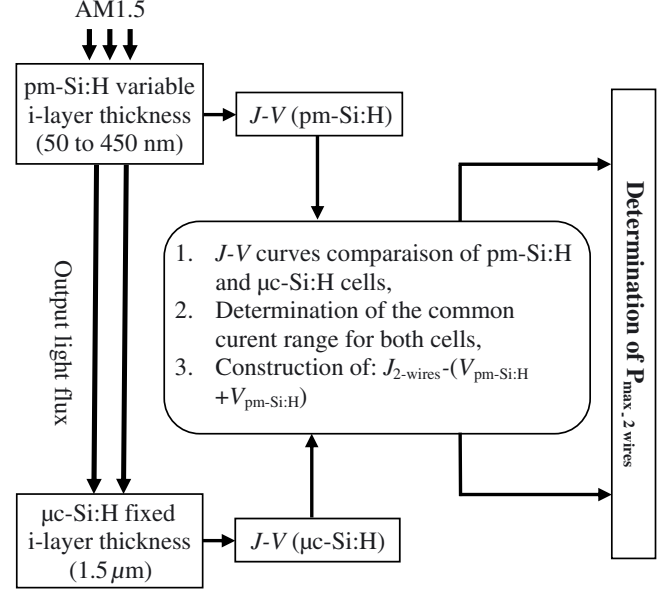 AM1.5
pm-Si:H variable
i-layer thickness
(50 to 450 nm)
J-V (pm-Si:H)
Output light flux
1. J-V curves comparaison of pm-Si:H
and µc-Si:H cells,
2. Determination of the common
curent range for both cells,
3. Construction of: J2-wires-(Vpm-Si:H
+Vpm-Si:H)
Determination of Pmax_2 wires
µc-Si:H fixed
i-layer thickness
(1.5 µm)
J-V (µc-Si:H)